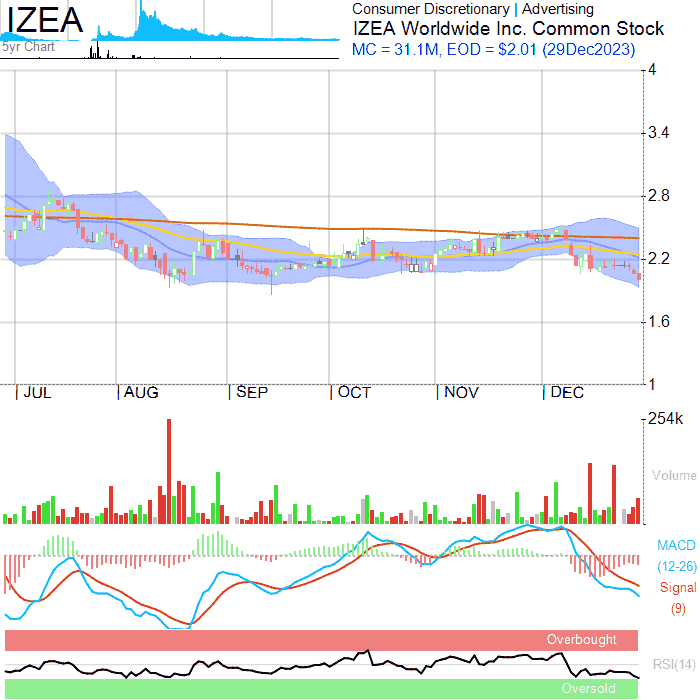 IZEA
5yr Chart
Consumer Discretionary | Advertising
IZEA Worldwide Inc. Common Stock
MC = 31.1M, EOD = $2.01 (29Dec2023)
4
3.4
2.8
2.2
1.6
1
| JUL | AUG | SEP | OCT | NOV | DEC
254k
Volume
MACD
(12-26)
Signal
(9)
Overbought
RSI(14)
Oversold